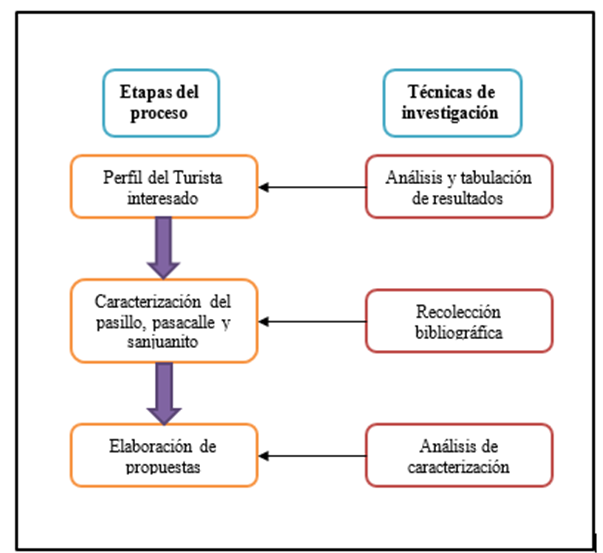 Etapas del
proceso
Técnicas de
investigación
Perfil del Turista
interesado
Análisis y tabulación
de resultados
Caracterización del
pasillo, pasacalle y
sanjuanito
Recolección
bibliográfica
Elaboración de
propuestas
Análisis de
caracterización